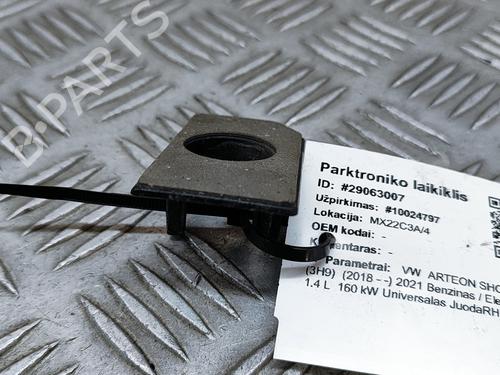 B-PARTS
Parktroniko laikiklis
ID: #29063007
Užpirkimas: #10024797
Lokacija: MX22C3A/4
OEM kodai: -
Komentaras: -
Parametrai: VW ARTEON SHO
(3H9) (2018 - -) 2021 Benzinas / Ele
1.4 L 160 kW Universalas JuodaRH